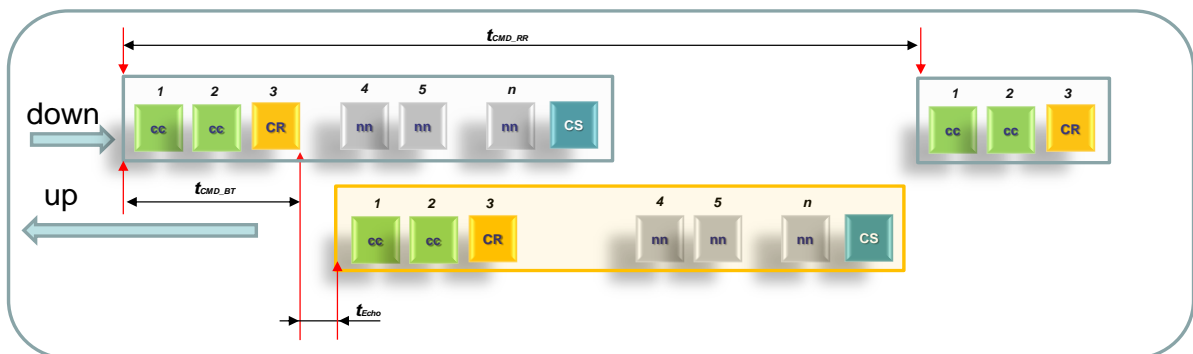 tCMD_RR
1 2 3 4 5 n 1 2 3
down
cc cc CR nn nn nn CS cc cc CR
tCMD_BT
up
1 2 3 4 5 n
cc cc CR nn nn nn CS
tEcho